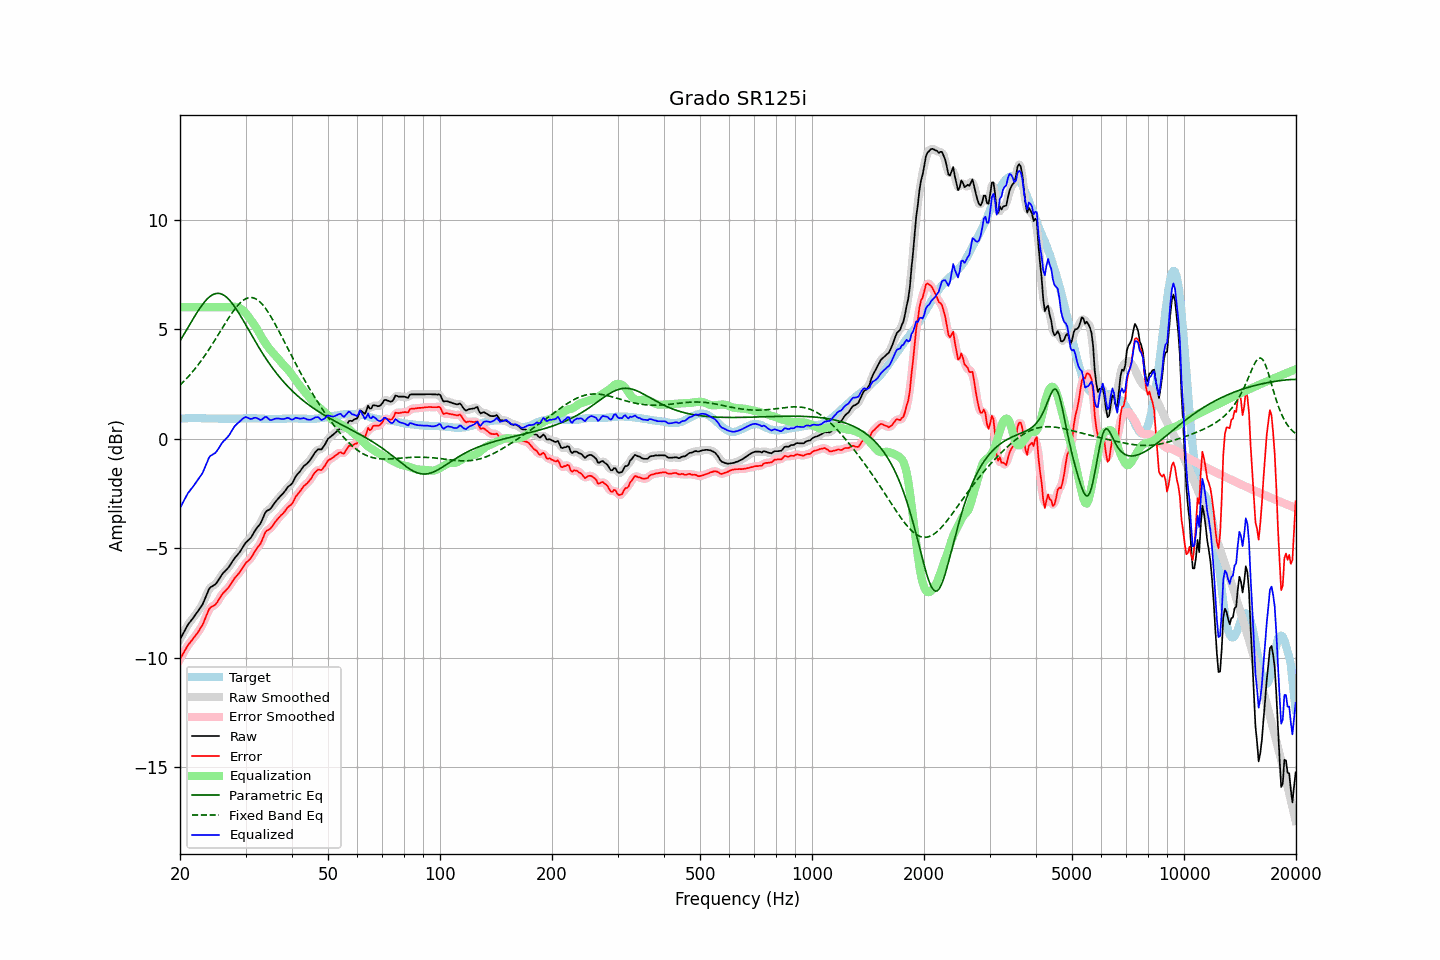 Grado SR125i
Amplitude (dBr)
10
5
0
−5
−10
−15
Target
Raw Smoothed
Error Smoothed
Raw
Error
Equalization
Parametric Eq
Fixed Band Eq
Equalized
20 50 100 200 500 1000 2000 5000 10000 20000
Frequency (Hz)